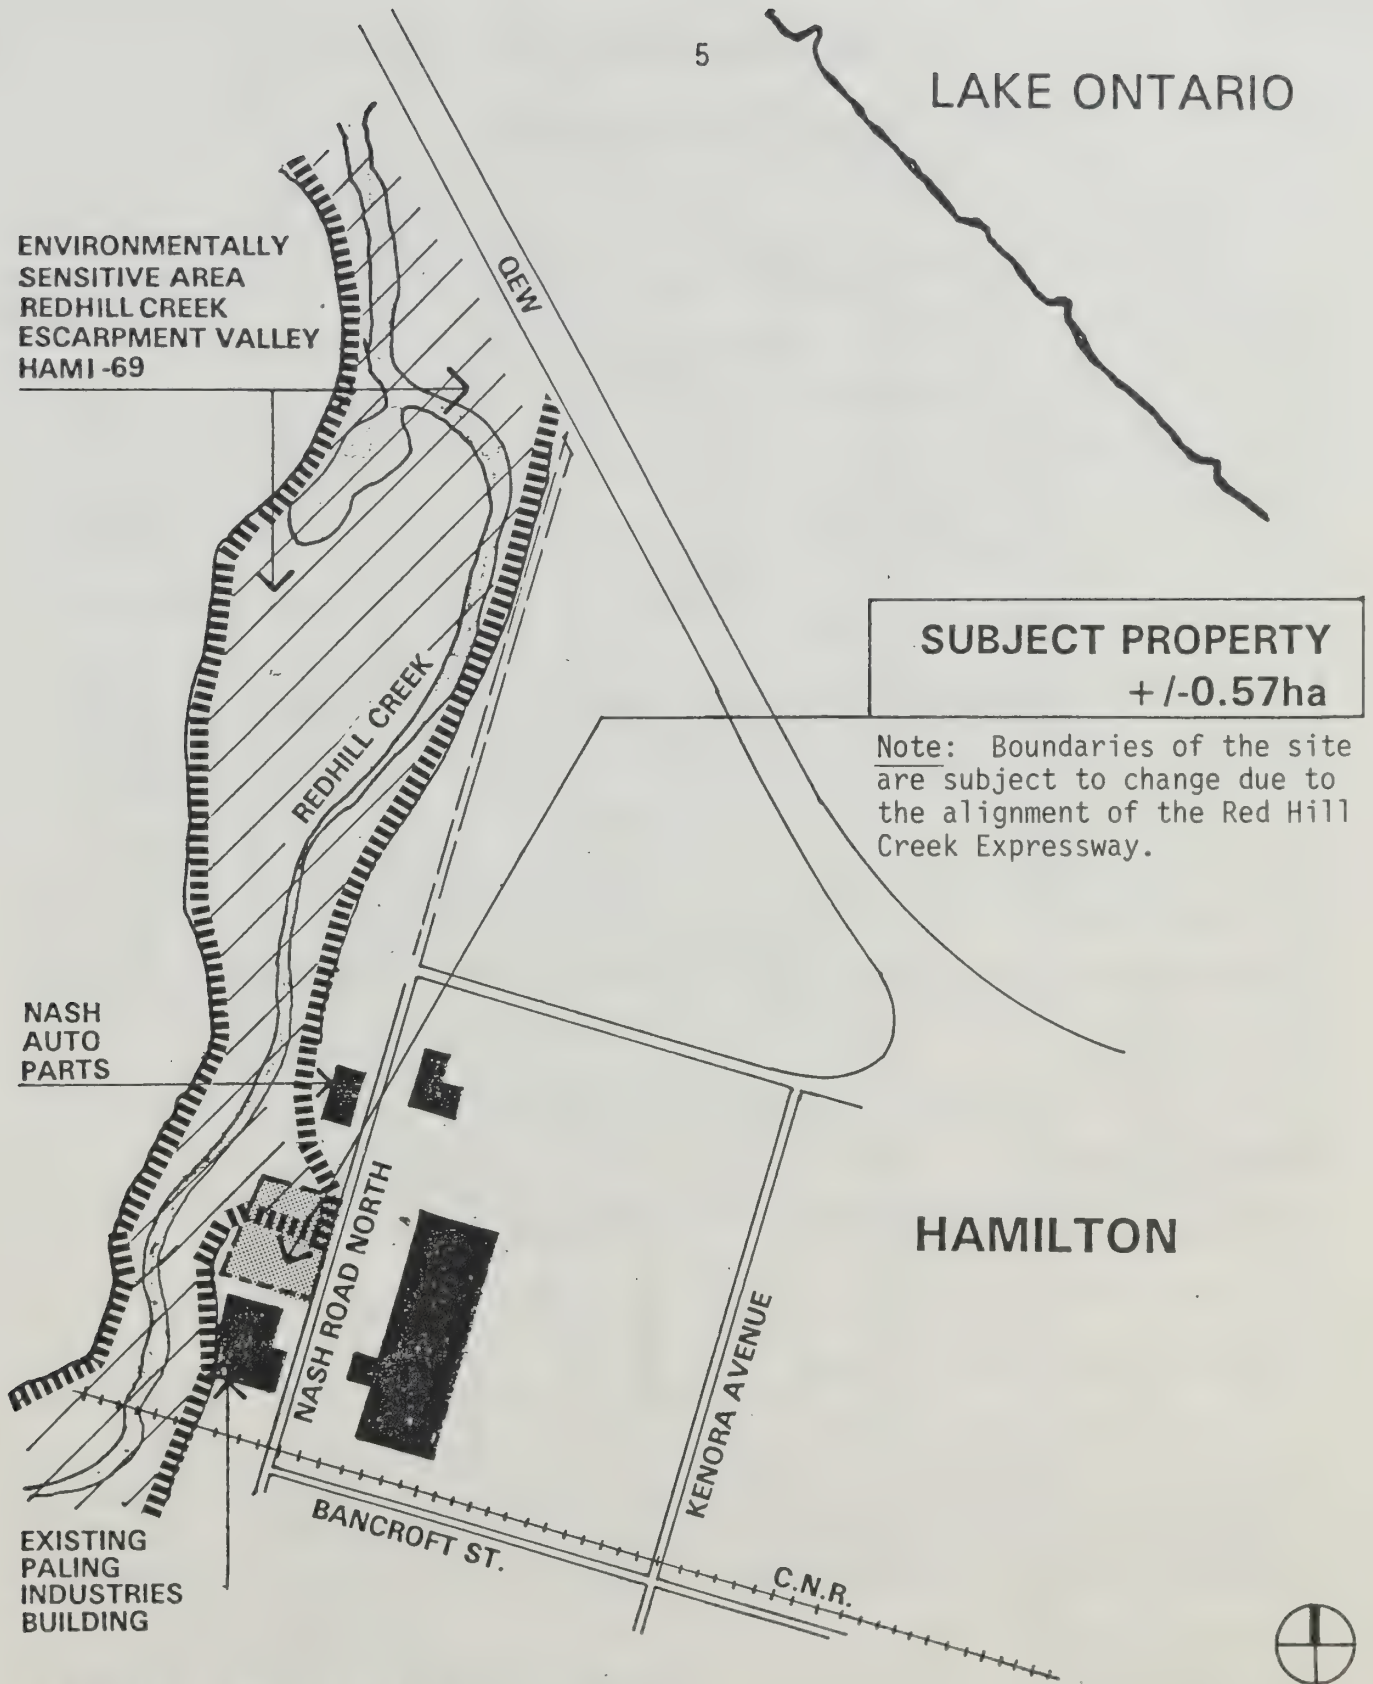 5
LAKE ONTARIO
ENVIRONMENTALLY
SENSITIVE AREA
REDHILL CREEK
ESCARPMENT VALLEY
HAMI-69
QEW
SUBJECT PROPERTY
+/-0.57ha
Note: Boundaries of the site
are subject to change due to
the alignment of the Red Hill
Creek Expressway.
REDHILL CREEK
NASH
AUTO
PARTS
NASH ROAD NORTH
HAMILTON
KENORA AVENUE
BANCROFT ST.
C.N.R.
EXISTING
PALING
INDUSTRIES
BUILDING